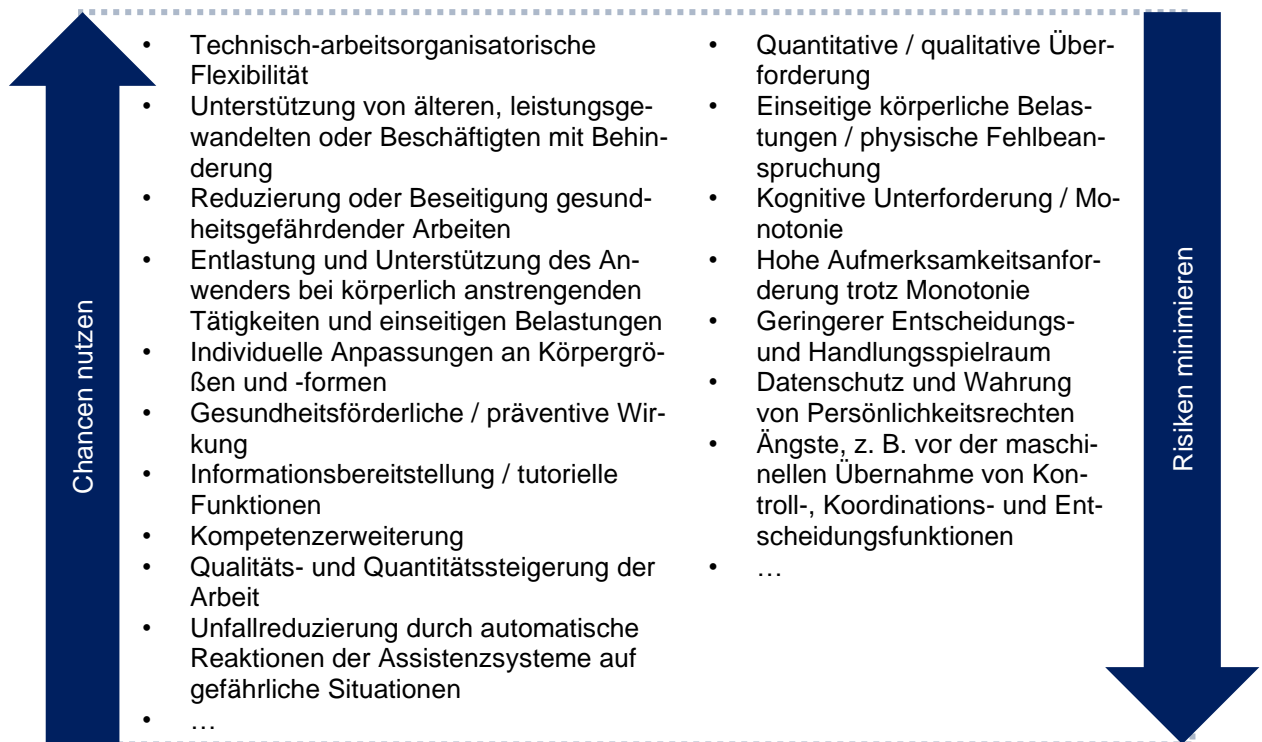 Chancen nutzen
• Technisch-arbeitsorganisatorische
Flexibilität
• Unterstützung von älteren, leistungsge-
wandelten oder Beschäftigten mit Behin-
derung
• Reduzierung oder Beseitigung gesund-
heitsgefährdender Arbeiten
• Entlastung und Unterstützung des An-
wenders bei körperlich anstrengenden
Tätigkeiten und einseitigen Belastungen
• Individuelle Anpassungen an Körpergrö-
ßen und -formen
• Gesundheitsförderliche / präventive Wir-
kung
• Informationsbereitstellung / tutorielle
Funktionen
• Kompetenzerweiterung
• Qualitäts- und Quantitätssteigerung der
Arbeit
• Unfallreduzierung durch automatische
Reaktionen der Assistenzsysteme auf
gefährliche Situationen
• …
• Quantitative / qualitative Über-
forderung
• Einseitige körperliche Belas-
tungen / physische Fehlbean-
spruchung
• Kognitive Unterforderung / Mo-
notonie
• Hohe Aufmerksamkeitsanfor-
derung trotz Monotonie
• Geringerer Entscheidungs-
und Handlungsspielraum
• Datenschutz und Wahrung
von Persönlichkeitsrechten
• Ängste, z. B. vor der maschi-
nellen Übernahme von Kon-
troll-, Koordinations- und Ent-
scheidungsfunktionen
• …
Risiken minimieren